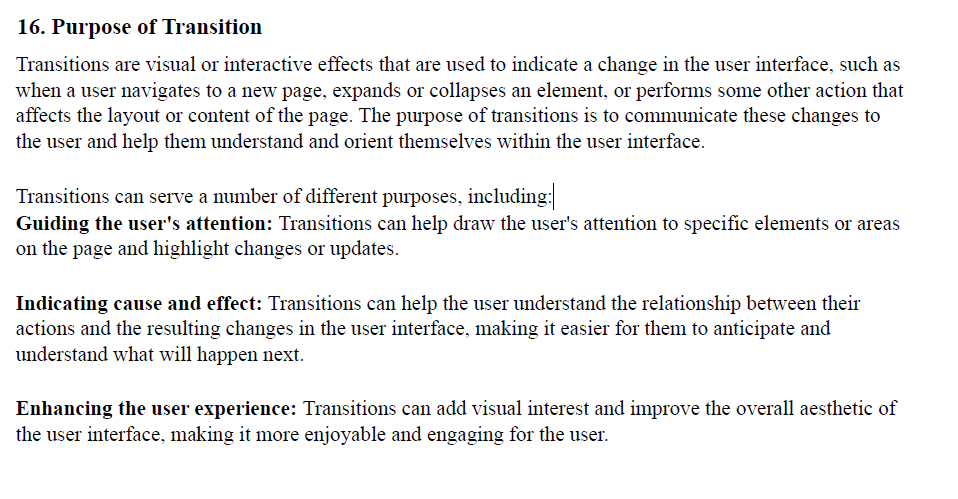 16. Purpose of Transition
Transitions are visual or interactive effects that are used to indicate a change in the user interface, such as
when a user navigates to a new page, expands or collapses an element, or performs some other action that
affects the layout or content of the page. The purpose of transitions is to communicate these changes to
the user and help them understand and orient themselves within the user interface.
Transitions can serve a number of different purposes, including:
Guiding the user's attention: Transitions can help draw the user's attention to specific elements or areas
on the page and highlight changes or updates.
Indicating cause and effect: Transitions can help the user understand the relationship between their
actions and the resulting changes in the user interface, making it easier for them to anticipate and
understand what will happen next.
Enhancing the user experience: Transitions can add visual interest and improve the overall aesthetic of
the user interface, making it more enjoyable and engaging for the user.